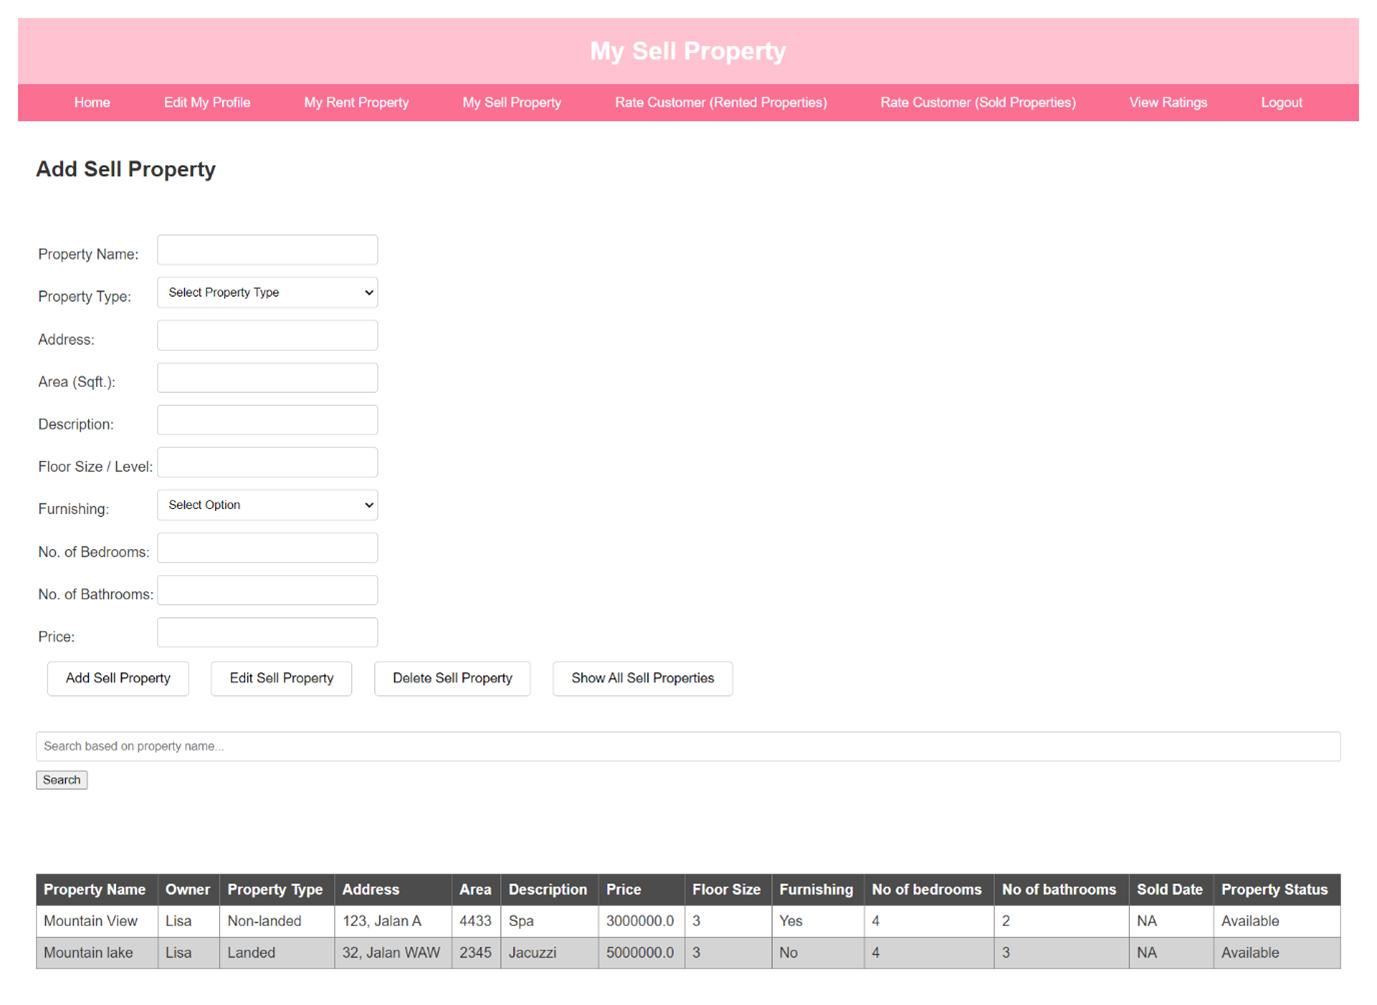 My Sell Property
Home Edit My Profile My Rent Property My Sell Property Rate Customer (Rented Properties) Rate Customer (Sold Properties) View Ratings Logout
Add Sell Property
Property Name:
Property Type: Select Property Type
Address:
Area (Sqft.):
Description:
Floor Size / Level:
Furnishing: Select Option
No. of Bedrooms:
No. of Bathrooms:
Price:
Add Sell Property Edit Sell Property Delete Sell Property Show All Sell Properties
Search based on property name...
Search
Property Name Owner Property Type Address Area Description Price Floor Size Furnishing No of bedrooms No of bathrooms Sold Date Property Status
Mountain View Lisa Non-landed 123, Jalan A 4433 Spa 3000000.0 3 Yes 4 2 NA Available
Mountain lake Lisa Landed 32, Jalan WAW 2345 Jacuzzi 5000000.0 3 No 4 3 NA Available